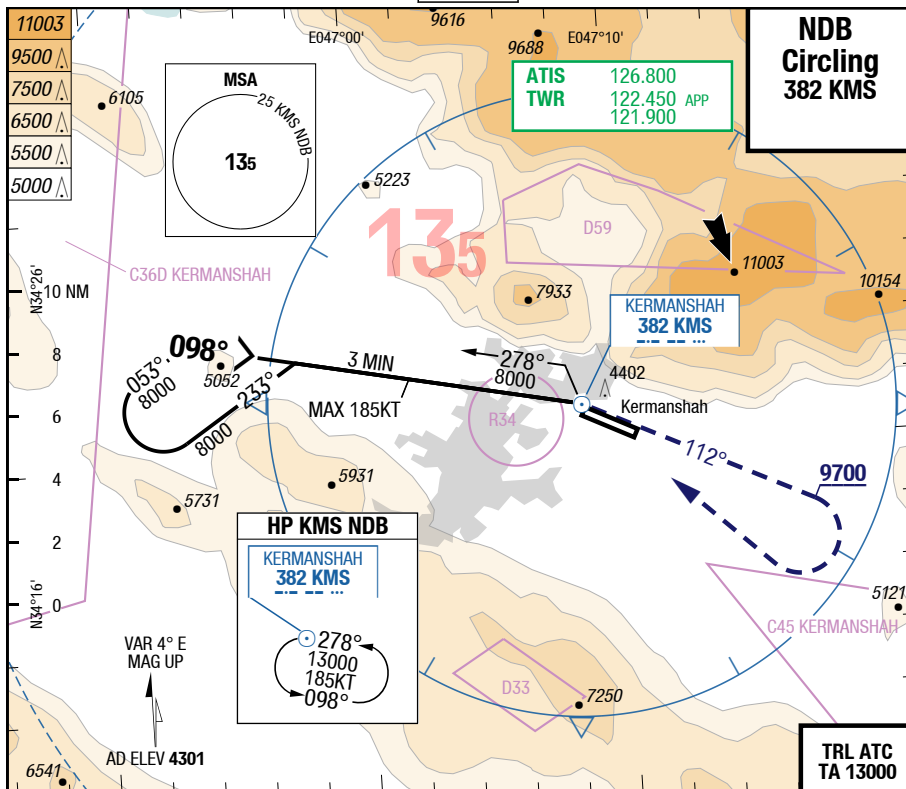 11003
9500
7500
6500
5500
5000
9616
E047°00'
9688
E047°10'
NDB
Circling
382 KMS
ATIS 126.800
TWR 122.450 APP
121.900
6105
MSA
25 KMS NDB
135
5223
135
D59
C36D KERMANSHAH
11003
10154
N34°26'
10 NM
7933
KERMANSHAH
382 KMS
8
098°
053°
8000
5052
233°
8000
3 MIN
MAX 185KT
278°
8000
4402
Kermanshah
6
R34
112°
9700
4
5931
5731
2
HP KMS NDB
KERMANSHAH
382 KMS
N34°16'
0
5121
C45 KERMANSHAH
278°
13000
185KT
098°
VAR 4° E
MAG UP
D33
7250
AD ELEV 4301
6541
TRL ATC
TA 13000